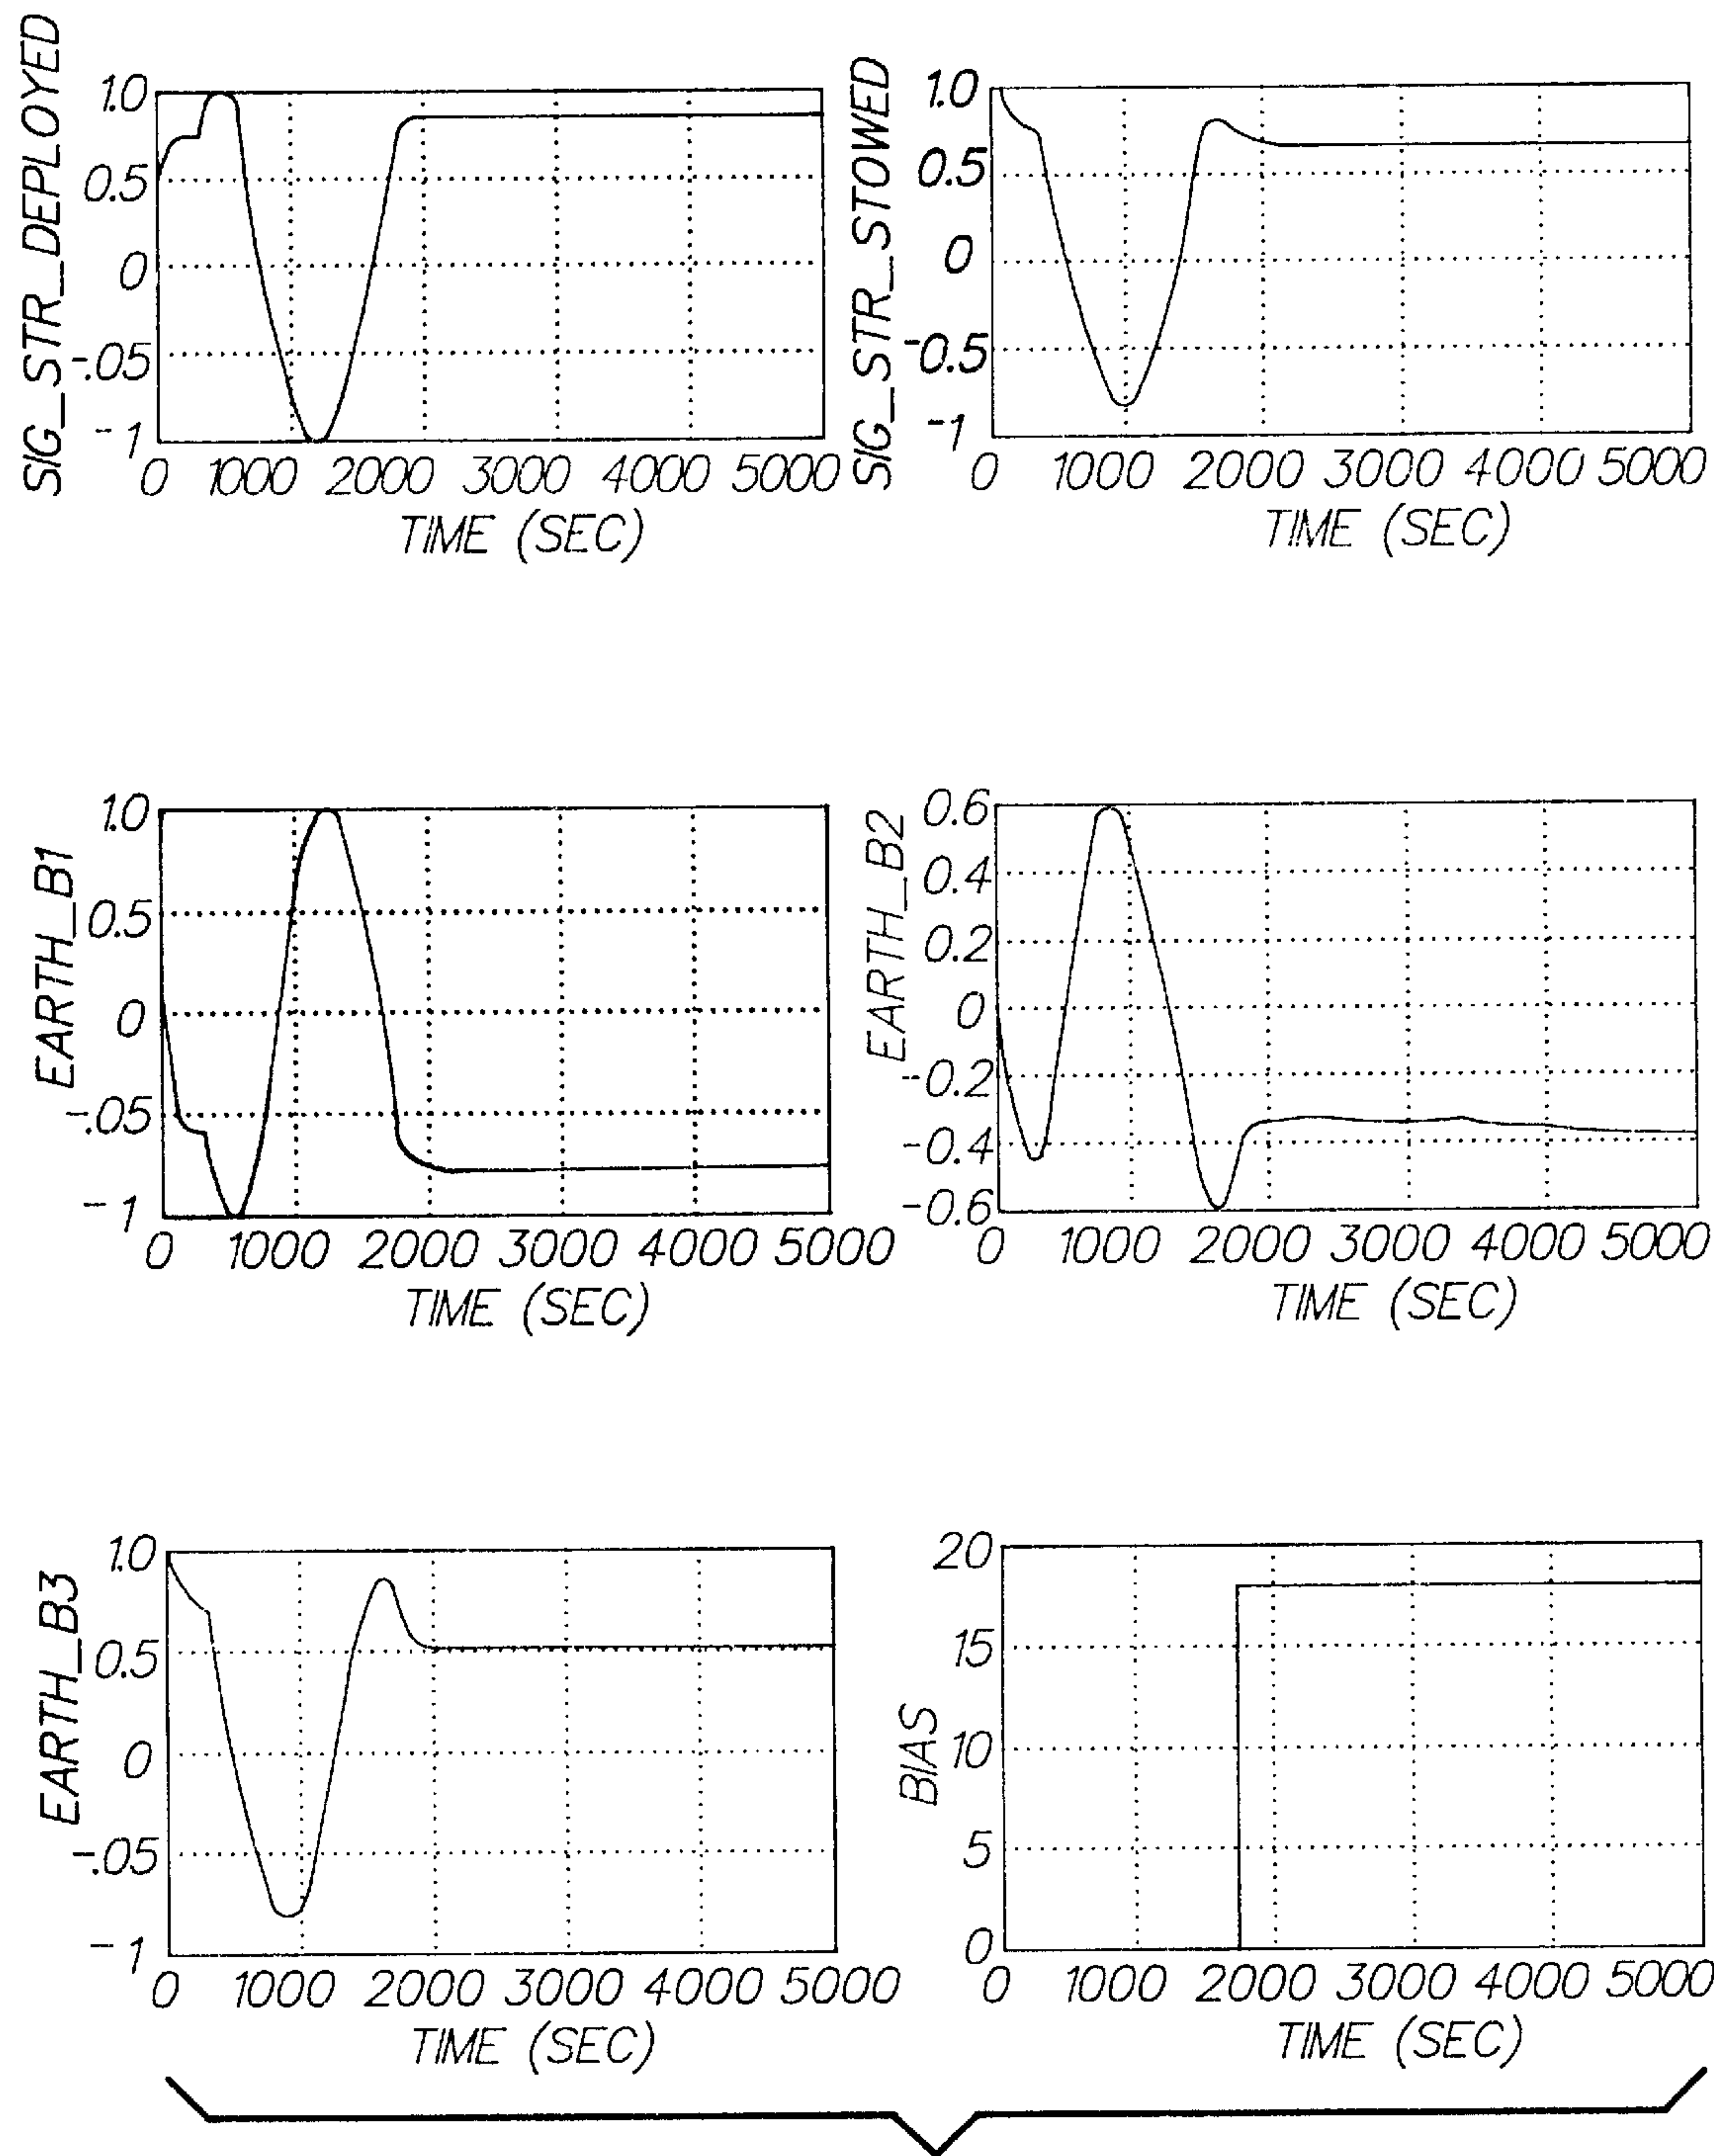 SIG_STR_DEPLOYED
1.0
0.5
0
-.05
-1
0 1000 2000 3000 4000 5000
TIME (SEC)
SIG_STR_STOWED
1.0
0.5
0
-0.5
-1
0 1000 2000 3000 4000 5000
TIME (SEC)
EARTH_B1
1.0
0.5
0
-.05
-1
0 1000 2000 3000 4000 5000
TIME (SEC)
EARTH_B2
0.6
0.4
0.2
0
-0.2
-0.4
-0.6
0 1000 2000 3000 4000 5000
TIME (SEC)
EARTH_B3
1.0
0.5
0
-.05
-1
0 1000 2000 3000 4000 5000
TIME (SEC)
BIAS
20
15
10
5
0
0 1000 2000 3000 4000 5000
TIME (SEC)